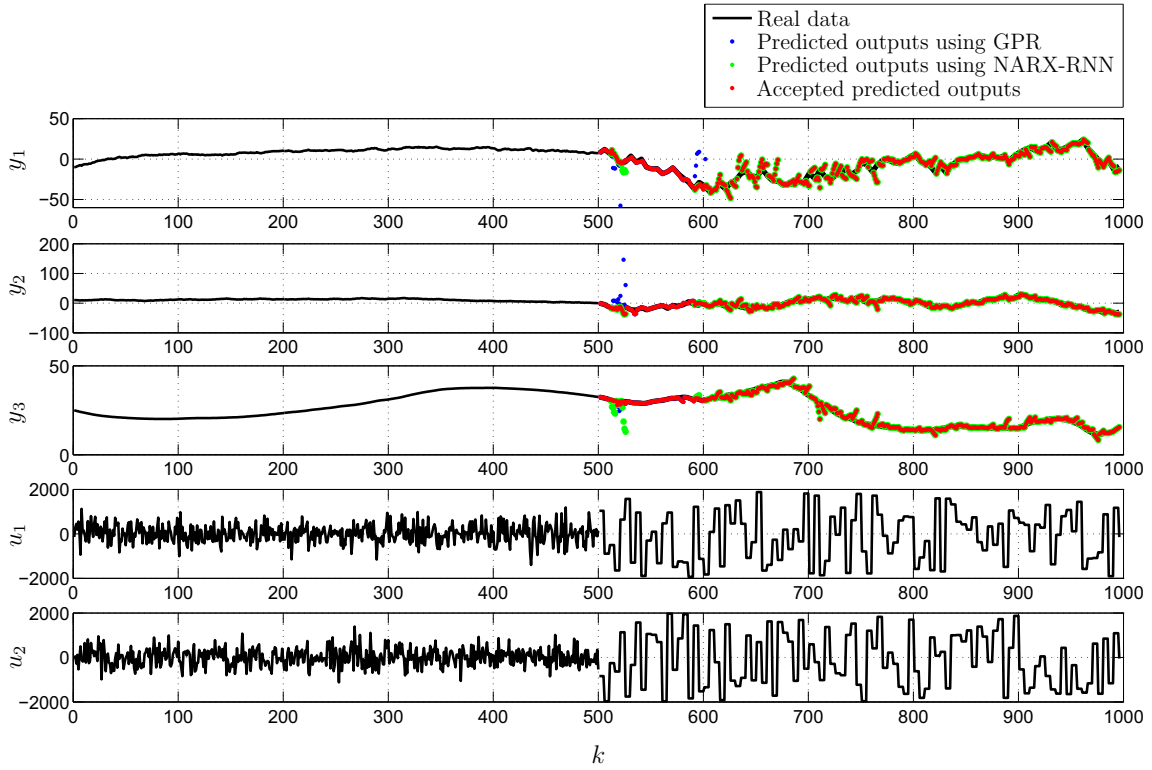 Real data
Predicted outputs using GPR
Predicted outputs using NARX-RNN
Accepted predicted outputs
50
0
−50
y1
0 100 200 300 400 500 600 700 800 900 1000
200
100
0
−100
y2
0 100 200 300 400 500 600 700 800 900 1000
50
0
y3
0 100 200 300 400 500 600 700 800 900 1000
2000
0
−2000
u1
0 100 200 300 400 500 600 700 800 900 1000
2000
0
−2000
u2
0 100 200 300 400 500 600 700 800 900 1000
k